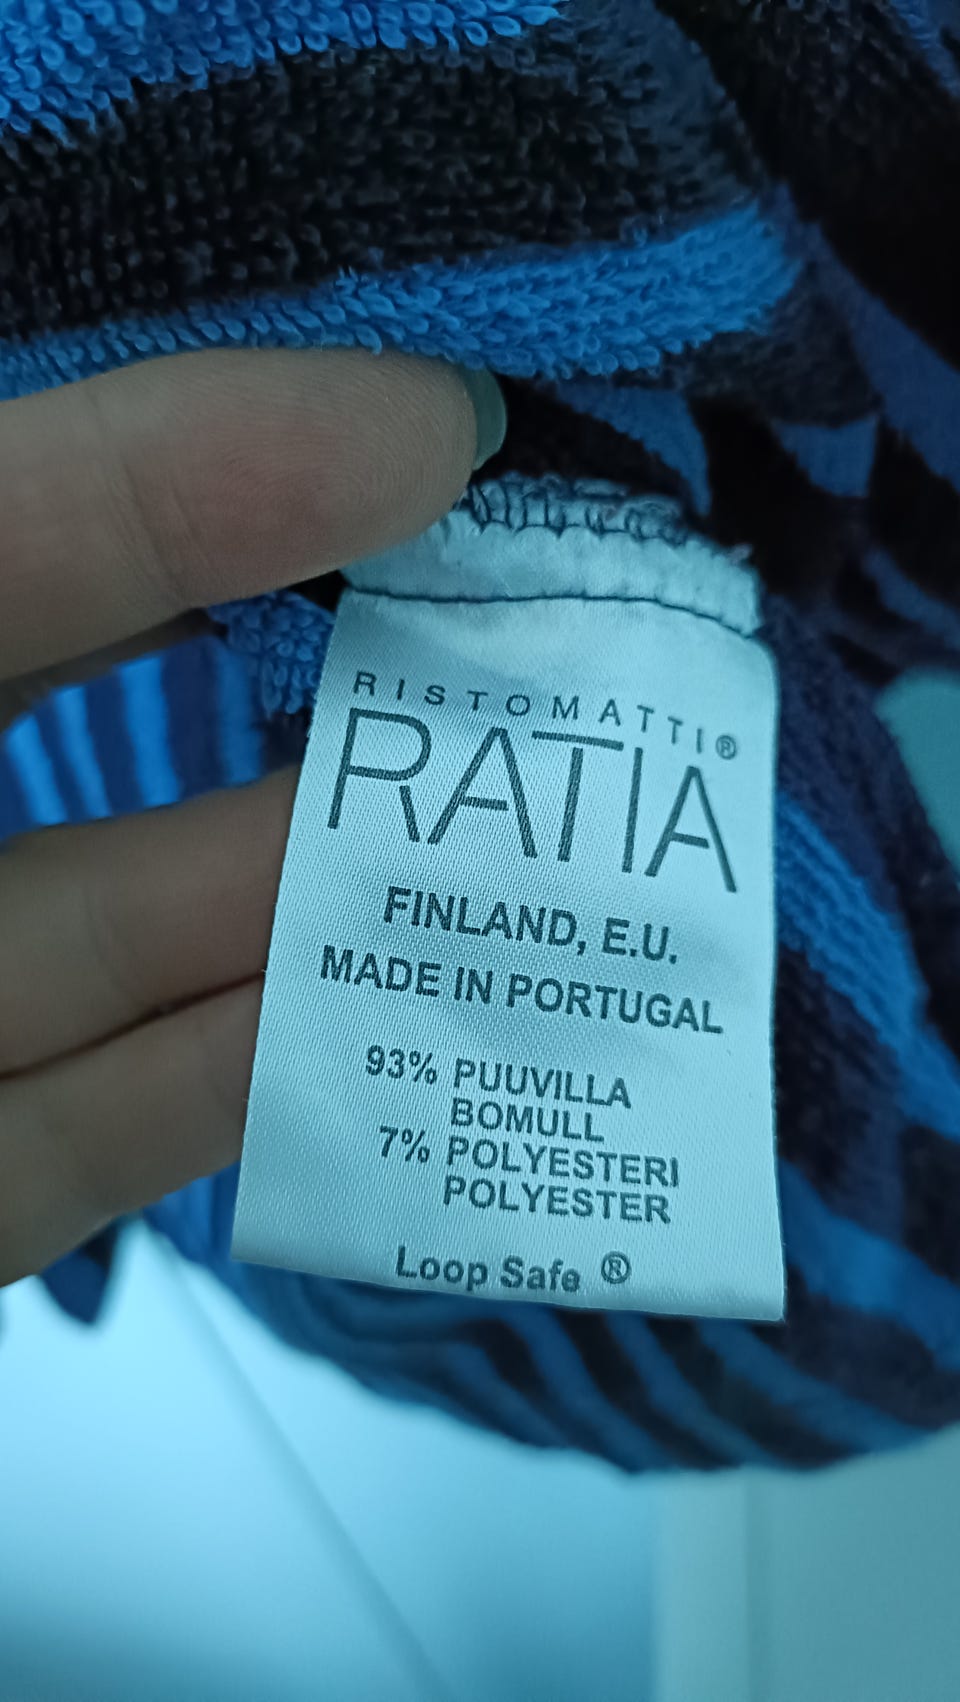 RISTOMATTI®
RATIA
FINLAND, E.U.
MADE IN PORTUGAL
93% PUUVILLA
BOMULL
7% POLYESTERI
POLYESTER
Loop Safe ®